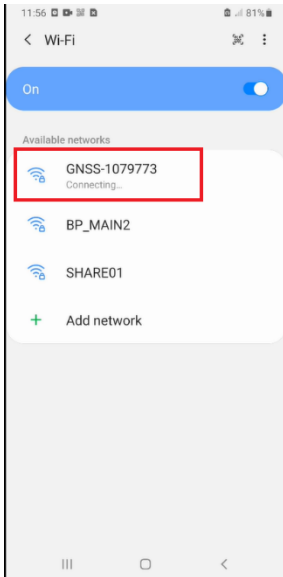 11:56 81%
Wi-Fi
On
Available networks
GNSS-1079773
Connecting...
BP_MAIN2
SHARE01
Add network